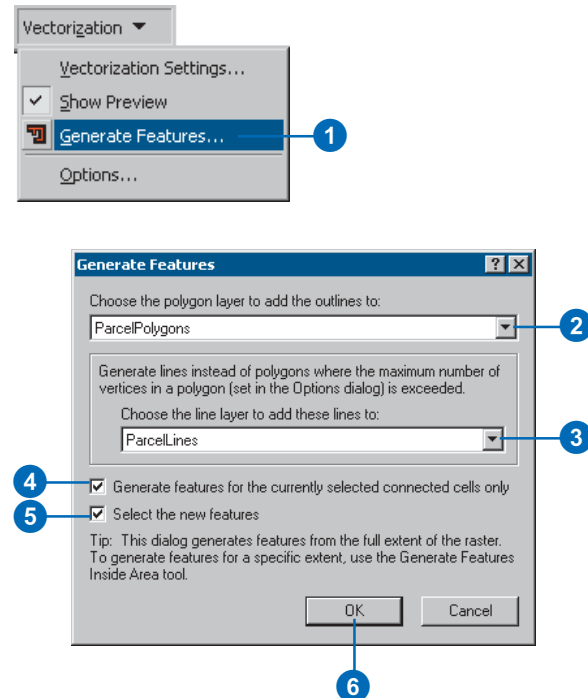 Vectorization
Vectorization Settings...
Show Preview
Generate Features...
1
Options...
Generate Features
Choose the polygon layer to add the outlines to:
ParcelPolygons
2
Generate lines instead of polygons where the maximum number of
vertices in a polygon (set in the Options dialog) is exceeded.
Choose the line layer to add these lines to:
ParcelLines
3
4
Generate features for the currently selected connected cells only
5
Select the new features
Tip: This dialog generates features from the full extent of the raster.
To generate features for a specific extent, use the Generate Features
Inside Area tool.
OK
Cancel
6